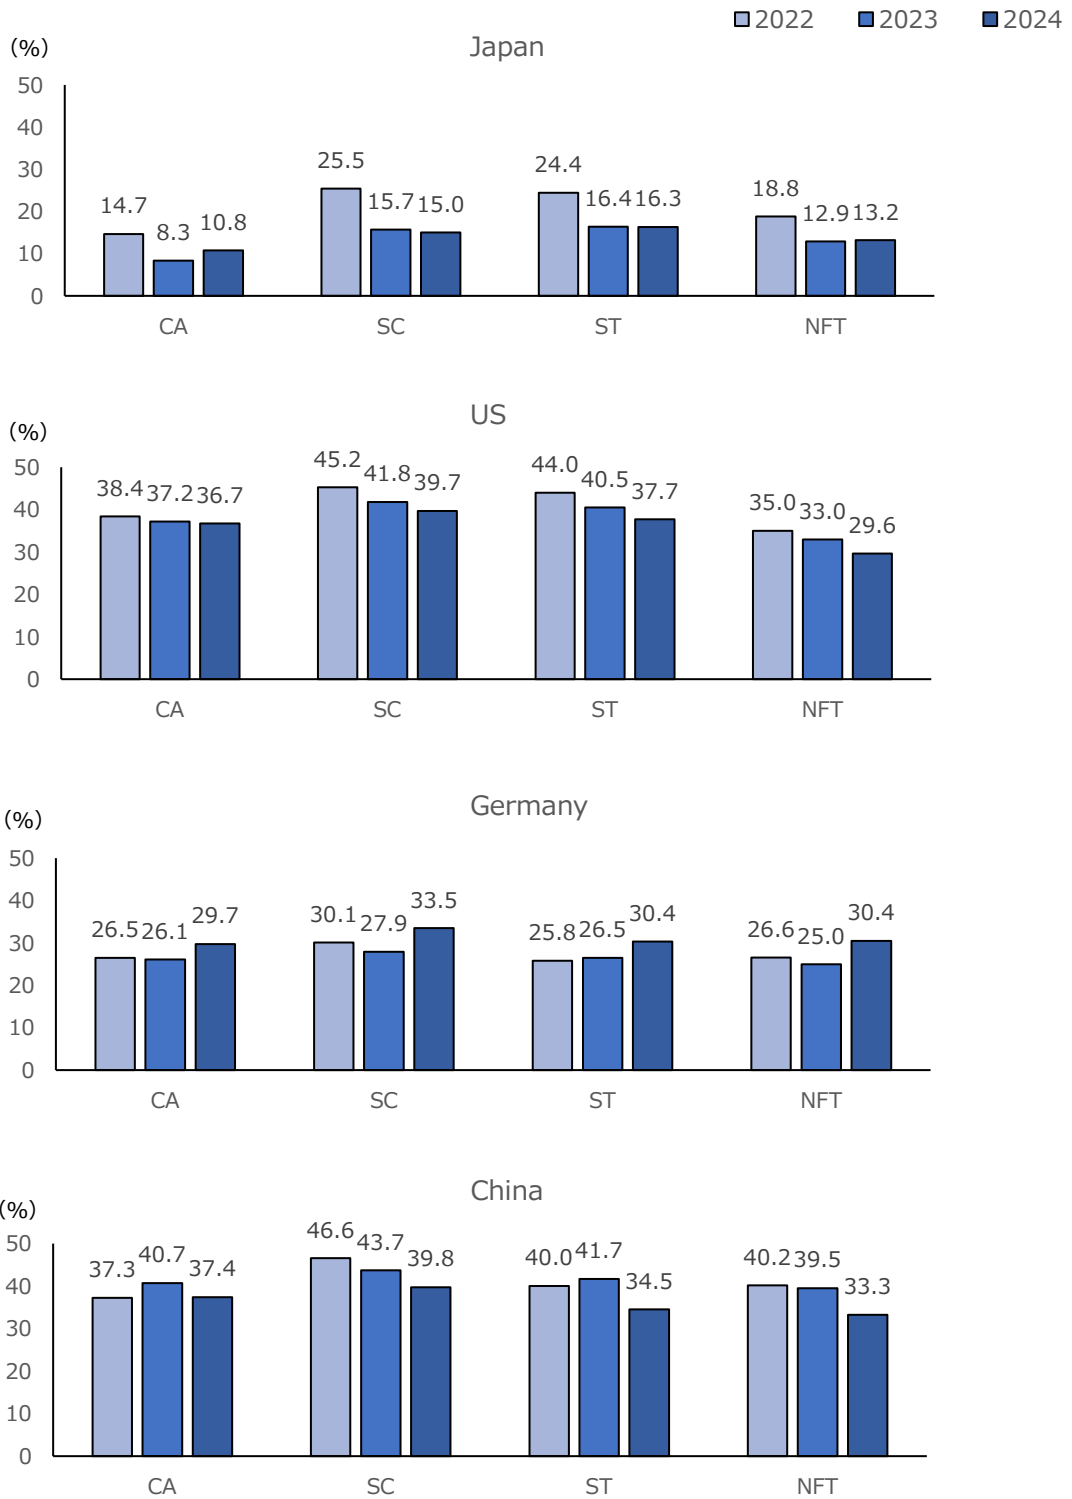 2022 2023 2024
(%)
Japan
50
40
30
20
10
0
14.7 8.3 10.8
25.5 15.7 15.0
24.4 16.4 16.3
18.8 12.9 13.2
CA SC ST NFT
(%)
US
50
40
30
20
10
0
38.4 37.2 36.7
45.2 41.8 39.7
44.0 40.5 37.7
35.0 33.0 29.6
CA SC ST NFT
(%)
Germany
50
40
30
20
10
0
26.5 26.1 29.7
30.1 27.9 33.5
25.8 26.5 30.4
26.6 25.0 30.4
CA SC ST NFT
(%)
China
50
40
30
20
10
0
37.3 40.7 37.4
46.6 43.7 39.8
40.0 41.7 34.5
40.2 39.5 33.3
CA SC ST NFT